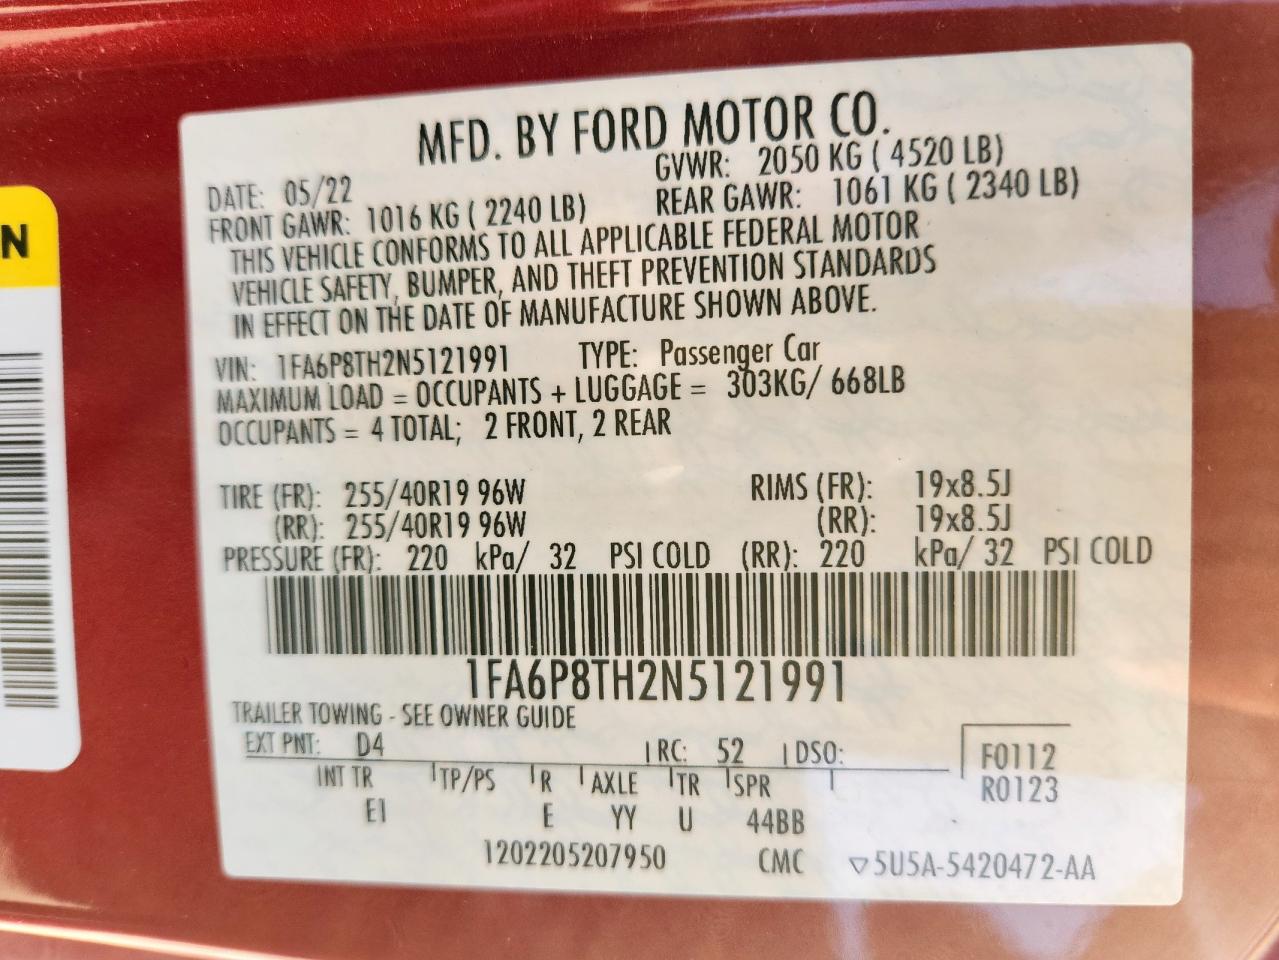 N
MFD. BY FORD MOTOR CO.
DATE: 05/22 GVWR: 2050 KG ( 4520 LB)
FRONT GAWR: 1016 KG ( 2240 LB) REAR GAWR: 1061 KG ( 2340 LB)
THIS VEHICLE CONFORMS TO ALL APPLICABLE FEDERAL MOTOR
VEHICLE SAFETY, BUMPER, AND THEFT PREVENTION STANDARDS
IN EFFECT ON THE DATE OF MANUFACTURE SHOWN ABOVE.
VIN: 1FA6P8TH2N5121991 TYPE: Passenger Car
MAXIMUM LOAD = OCCUPANTS + LUGGAGE = 303KG/ 668LB
OCCUPANTS = 4 TOTAL; 2 FRONT, 2 REAR
TIRE (FR): 255/40R19 96W RIMS (FR): 19x8.5J
(RR): 255/40R19 96W (RR): 19x8.5J
PRESSURE (FR): 220 kPa/ 32 PSI COLD (RR): 220 kPa/ 32 PSI COLD
1FA6P8TH2N5121991
TRAILER TOWING - SEE OWNER GUIDE
EXT PNT: D4 RC: 52 DSO: F0112
INT TR TP/PS R AXLE TR SPR R0123
EI E YY U 44BB
1202205207950 CMC ▽5U5A-5420472-AA